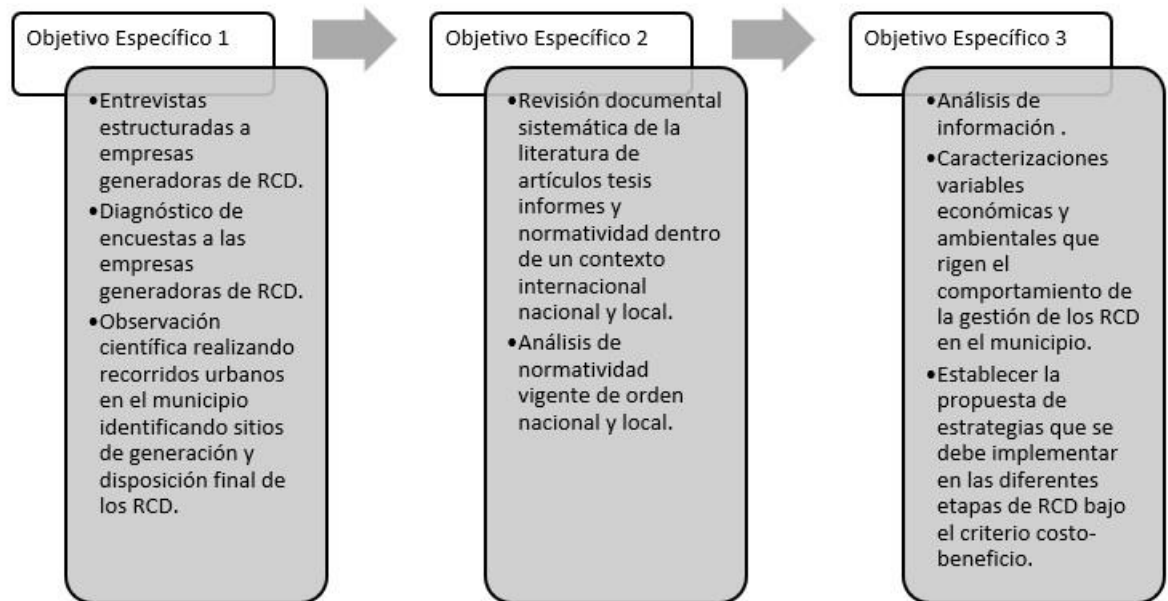 Objetivo Específico 1
•Entrevistas
estructuradas a
empresas
generadoras de RCD.
•Diagnóstico de
encuestas a las
empresas
generadoras de RCD.
•Observación
científica realizando
recorridos urbanos
en el municipio
identificando sitios
de generación y
disposición final de
los RCD.
Objetivo Específico 2
•Revisión documental
sistemática de la
literatura de
artículos tesis
informes y
normatividad dentro
de un contexto
internacional
nacional y local.
•Análisis de
normatividad
vigente de orden
nacional y local.
Objetivo Específico 3
•Análisis de
información .
•Caracterizaciones
variables
económicas y
ambientales que
rigen el
comportamiento de
la gestión de los RCD
en el municipio.
•Establecer la
propuesta de
estrategias que se
debe implementar
en las diferentes
etapas de RCD bajo
el criterio costo-
beneficio.